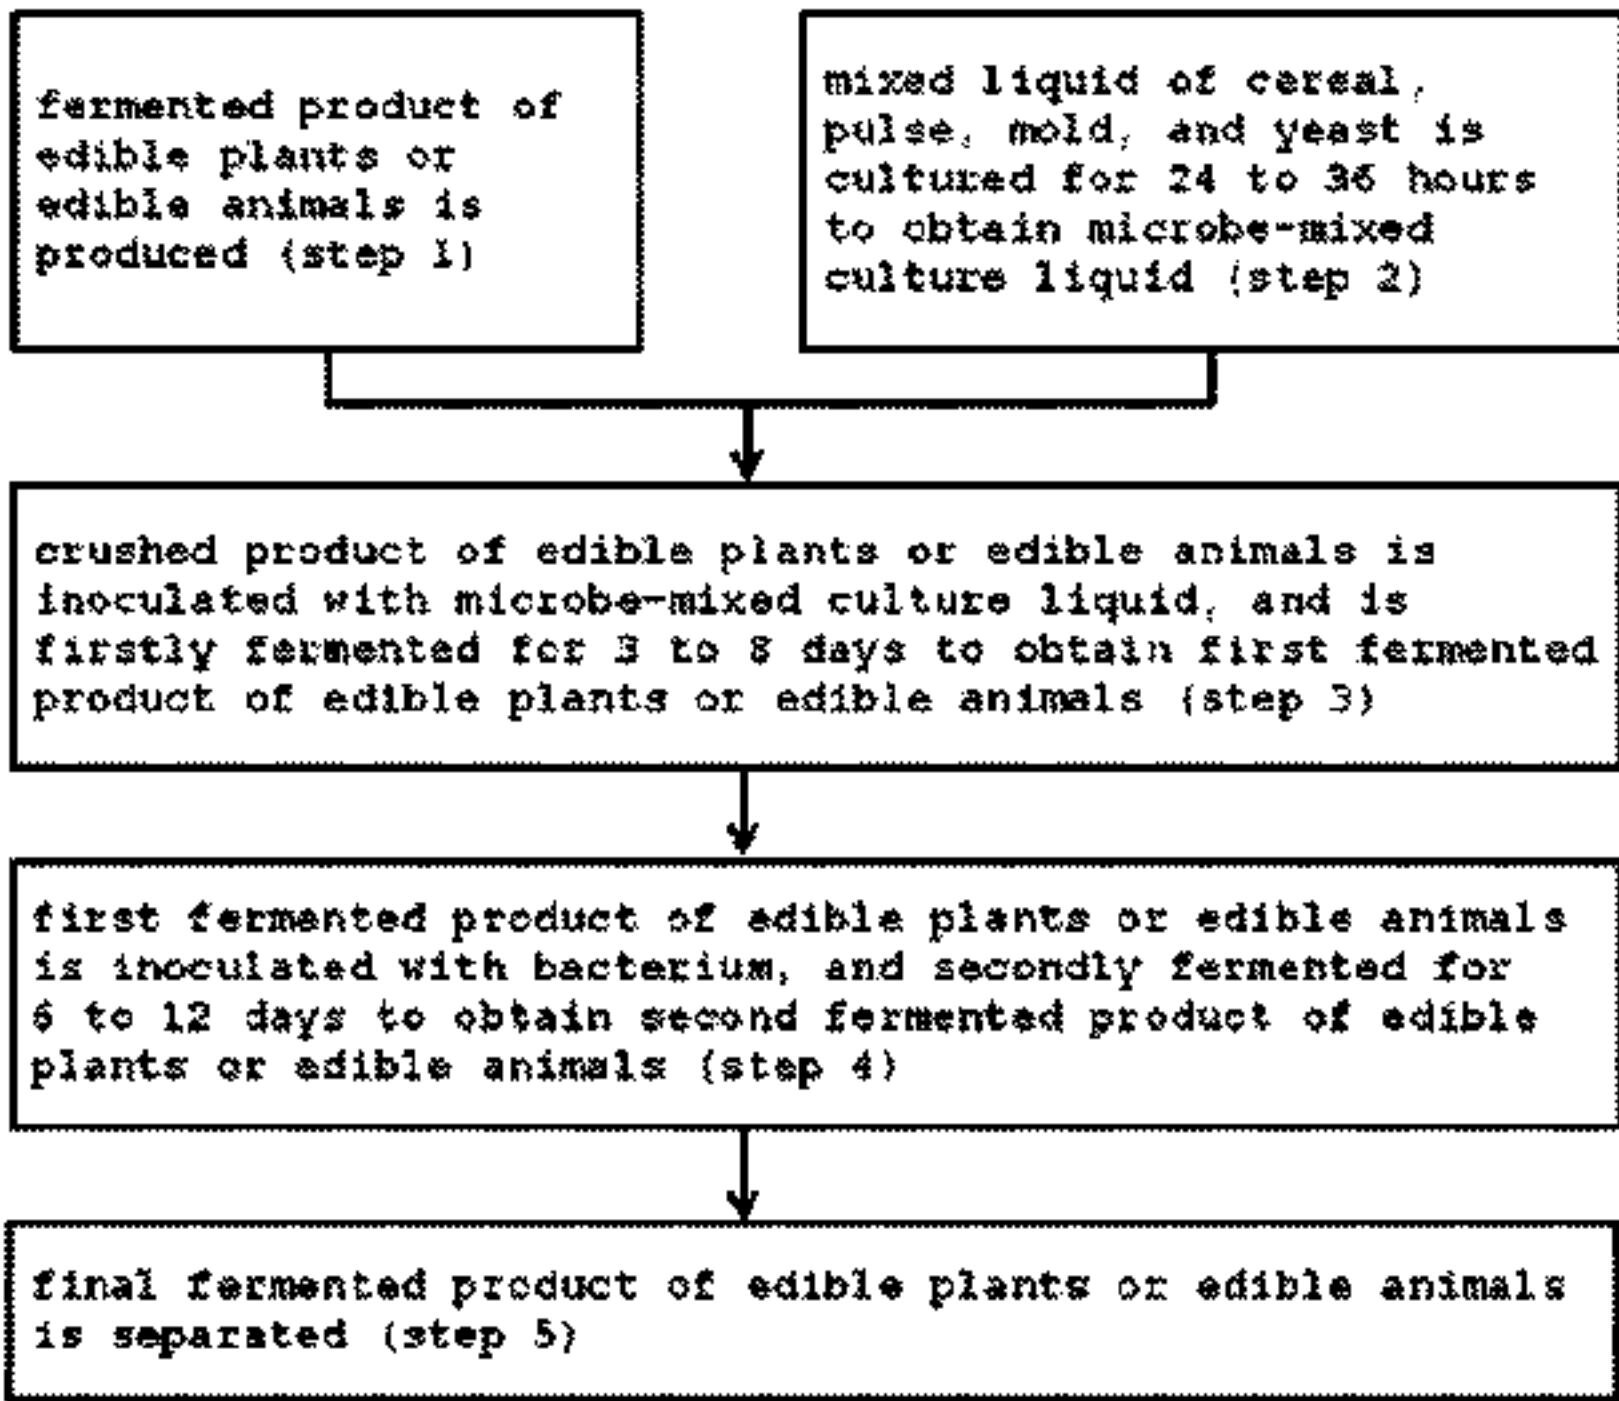 fermented product of
edible plants or
edible animals is
produced (step 1)
mixed liquid of cereal,
pulse, mold, and yeast is
cultured for 24 to 36 hours
to obtain microbe-mixed
culture liquid (step 2)
crushed product of edible plants or edible animals is
inoculated with microbe-mixed culture liquid, and is
firstly fermented for 3 to 8 days to obtain first fermented
product of edible plants or edible animals (step 3)
first fermented product of edible plants or edible animals
is inoculated with bacterium, and secondly fermented for
6 to 12 days to obtain second fermented product of edible
plants or edible animals (step 4)
final fermented product of edible plants or edible animals
is separated (step 5)